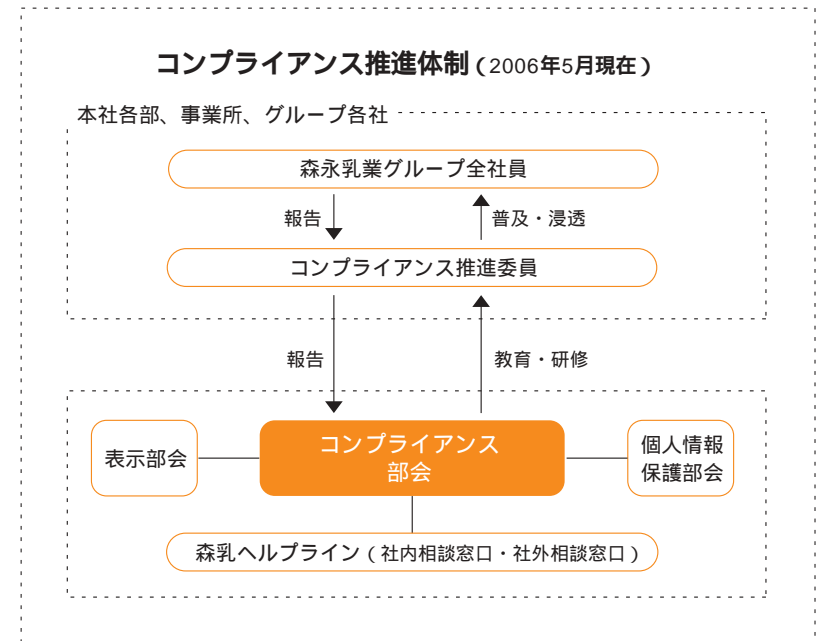 コンプライアンス推進体制（2006年5月現在）
本社各部、事業所、グループ各社
森永乳業グループ全社員
報告
普及・浸透
コンプライアンス推進委員
報告
教育・研修
表示部会
コンプライアンス
部会
個人情報
保護部会
森乳ヘルプライン（社内相談窓口・社外相談窓口）